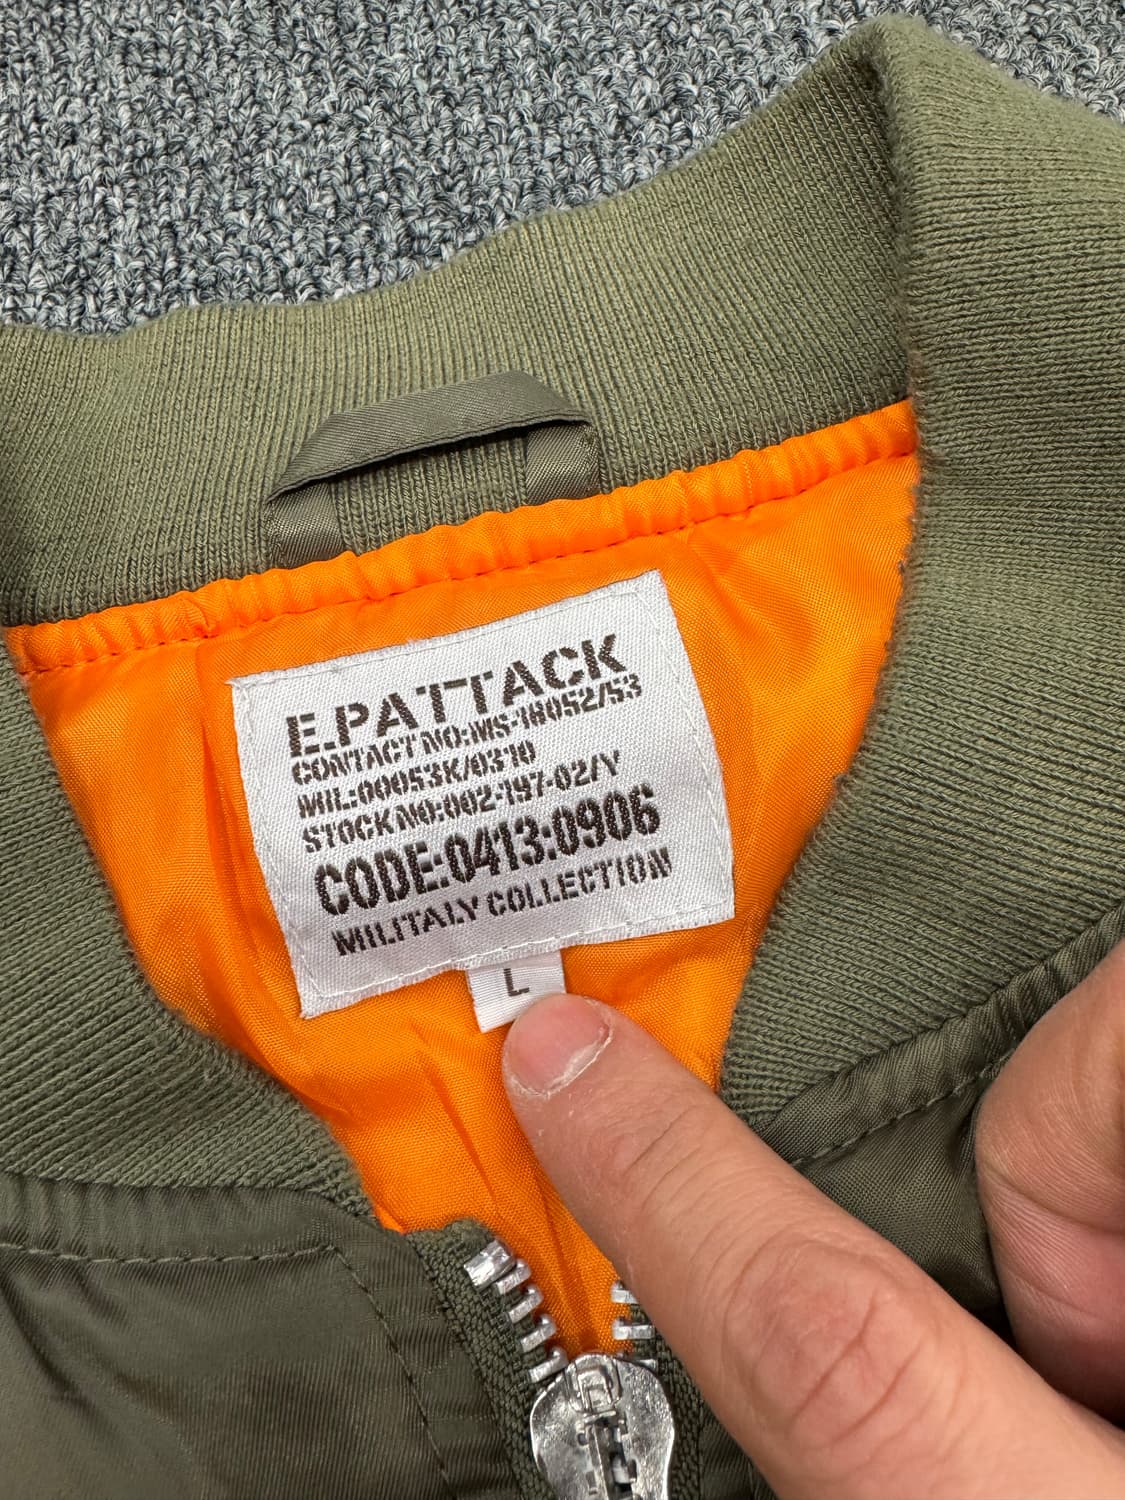 E.PATTACK
CONTACT NO:MS-18052/53
MIL:00053K/0310
STOCK NO:002-197-02/Y
CODE:0413:0906
MILITALY COLLECTION
L